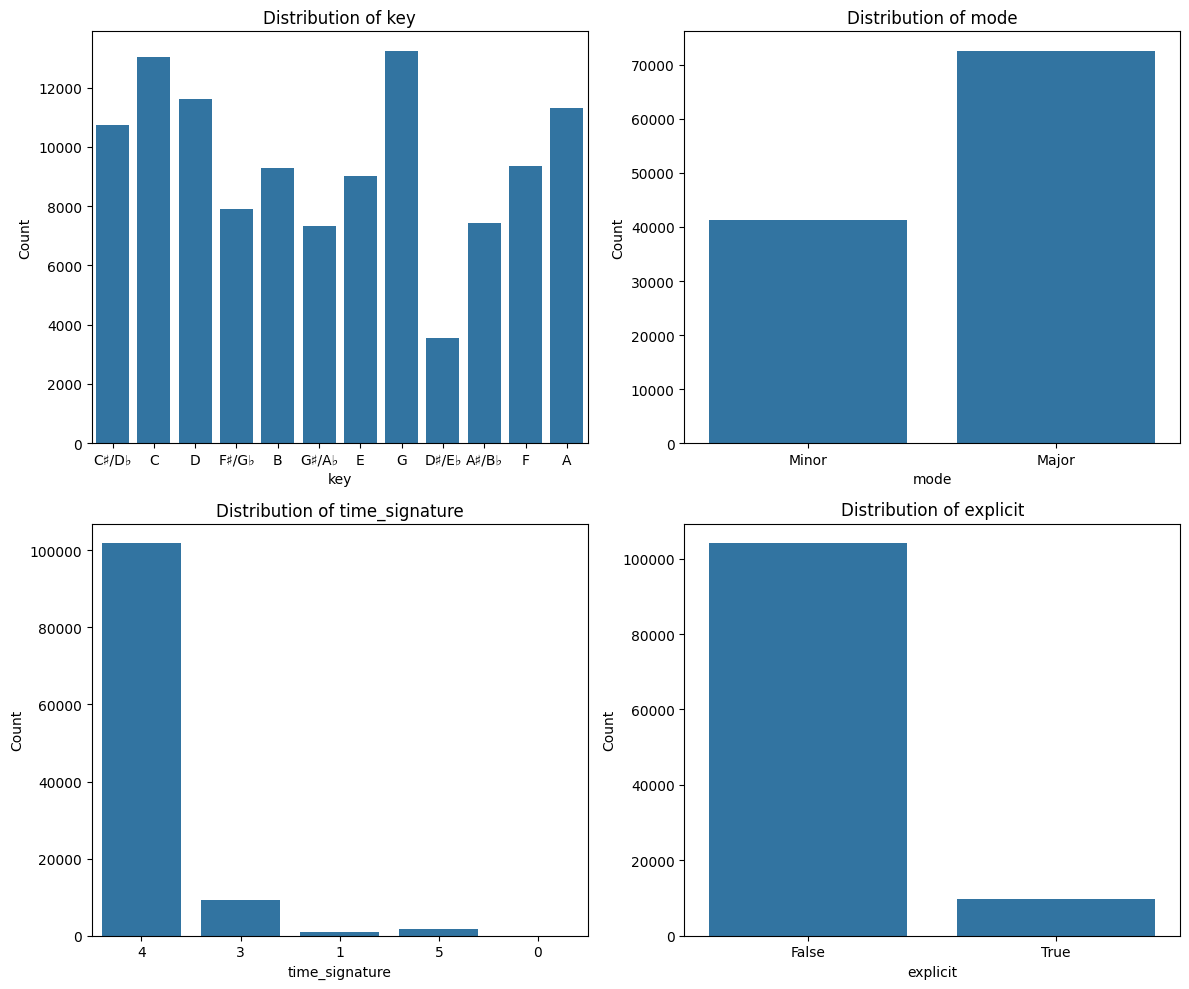 Distribution of key
Count
12000
10000
8000
6000
4000
2000
0
C♯/D♭ C D F♯/G♭ B G♯/A♭ E G D♯/E♭ A♯/B♭ F A
key
Distribution of mode
Count
70000
60000
50000
40000
30000
20000
10000
0
Minor Major
mode
Distribution of time_signature
Count
100000
80000
60000
40000
20000
0
4 3 1 5 0
time_signature
Distribution of explicit
Count
100000
80000
60000
40000
20000
0
False True
explicit